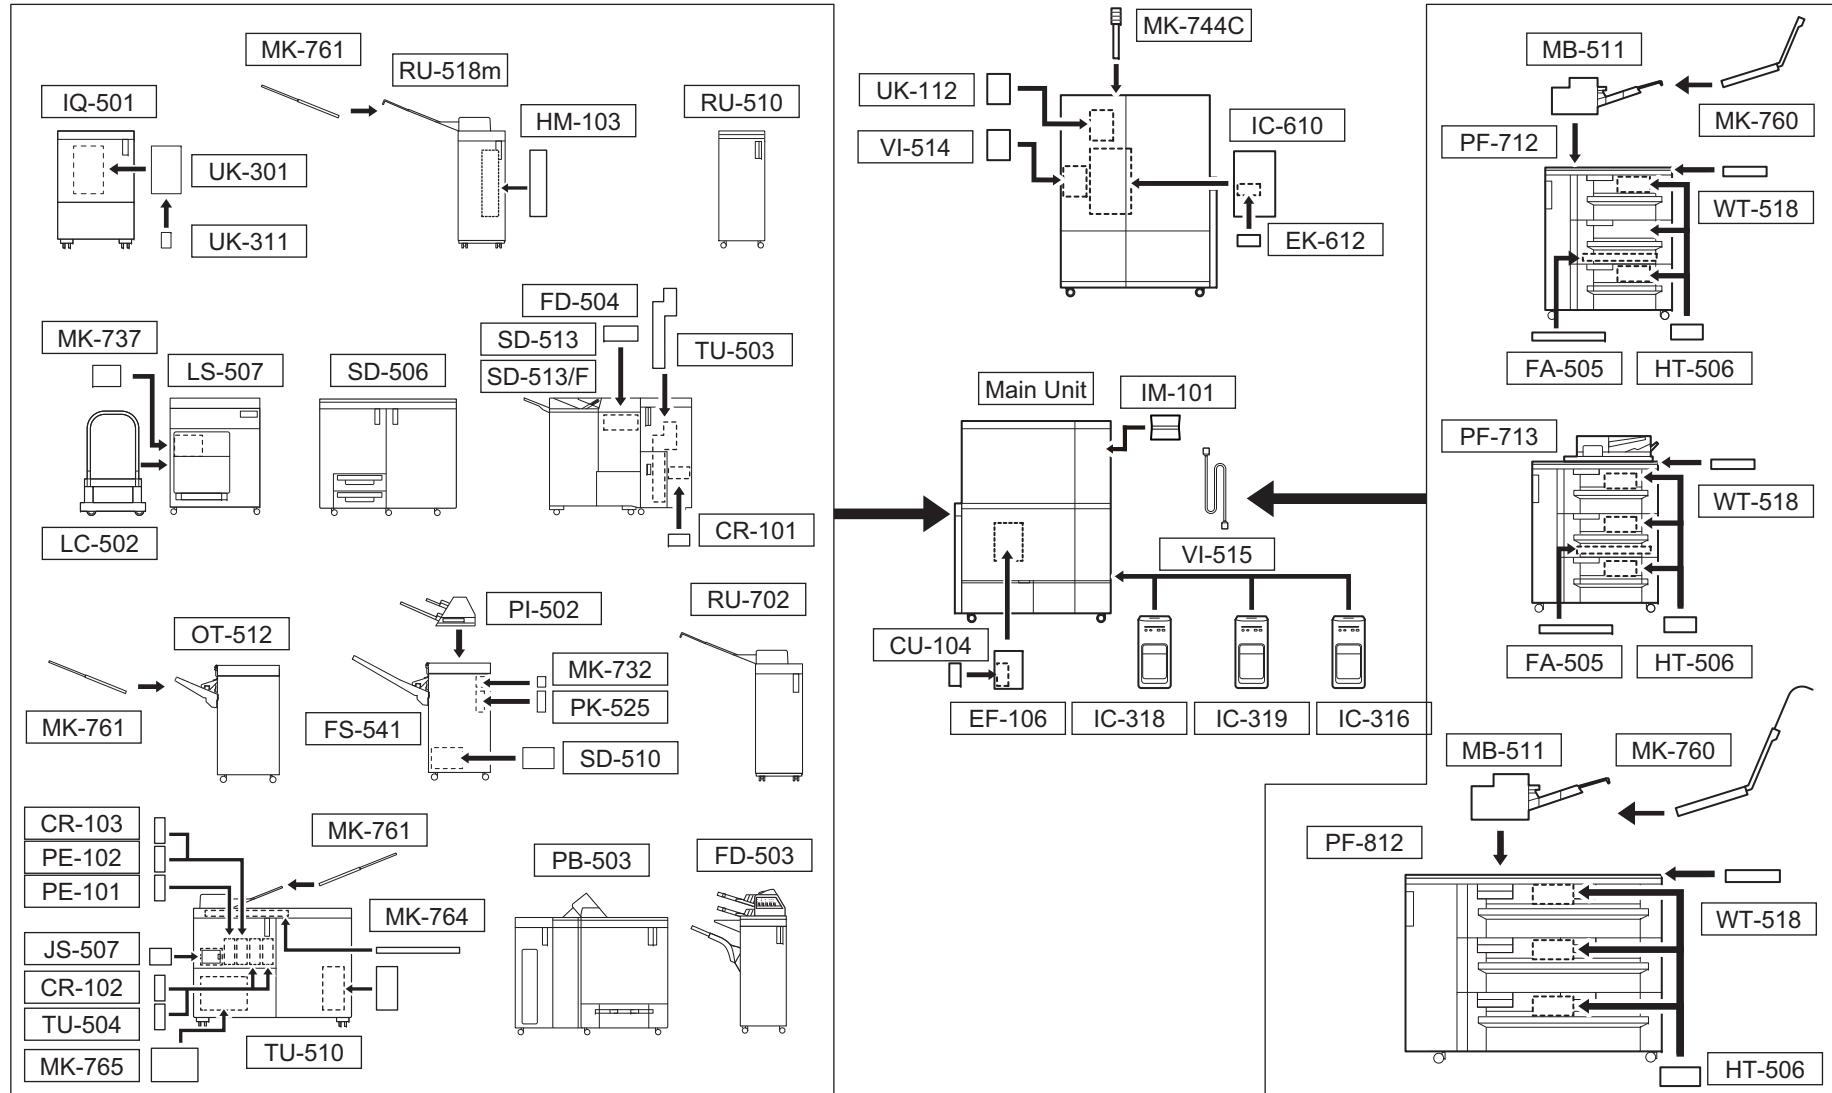 MK-761
RU-518m
IQ-501
HM-103
RU-510
UK-301
UK-311
MK-737
LS-507
SD-506
FD-504
SD-513
SD-513/F
TU-503
LC-502
CR-101
PI-502
RU-702
OT-512
MK-732
PK-525
MK-761
FS-541
SD-510
CR-103
PE-102
PE-101
MK-761
PB-503
FD-503
MK-764
JS-507
CR-102
TU-504
MK-765
TU-510
MK-744C
UK-112
VI-514
IC-610
EK-612
Main Unit
IM-101
VI-515
CU-104
EF-106
IC-318
IC-319
IC-316
MB-511
MK-760
PF-712
WT-518
FA-505
HT-506
PF-713
WT-518
FA-505
HT-506
MB-511
MK-760
PF-812
WT-518
HT-506